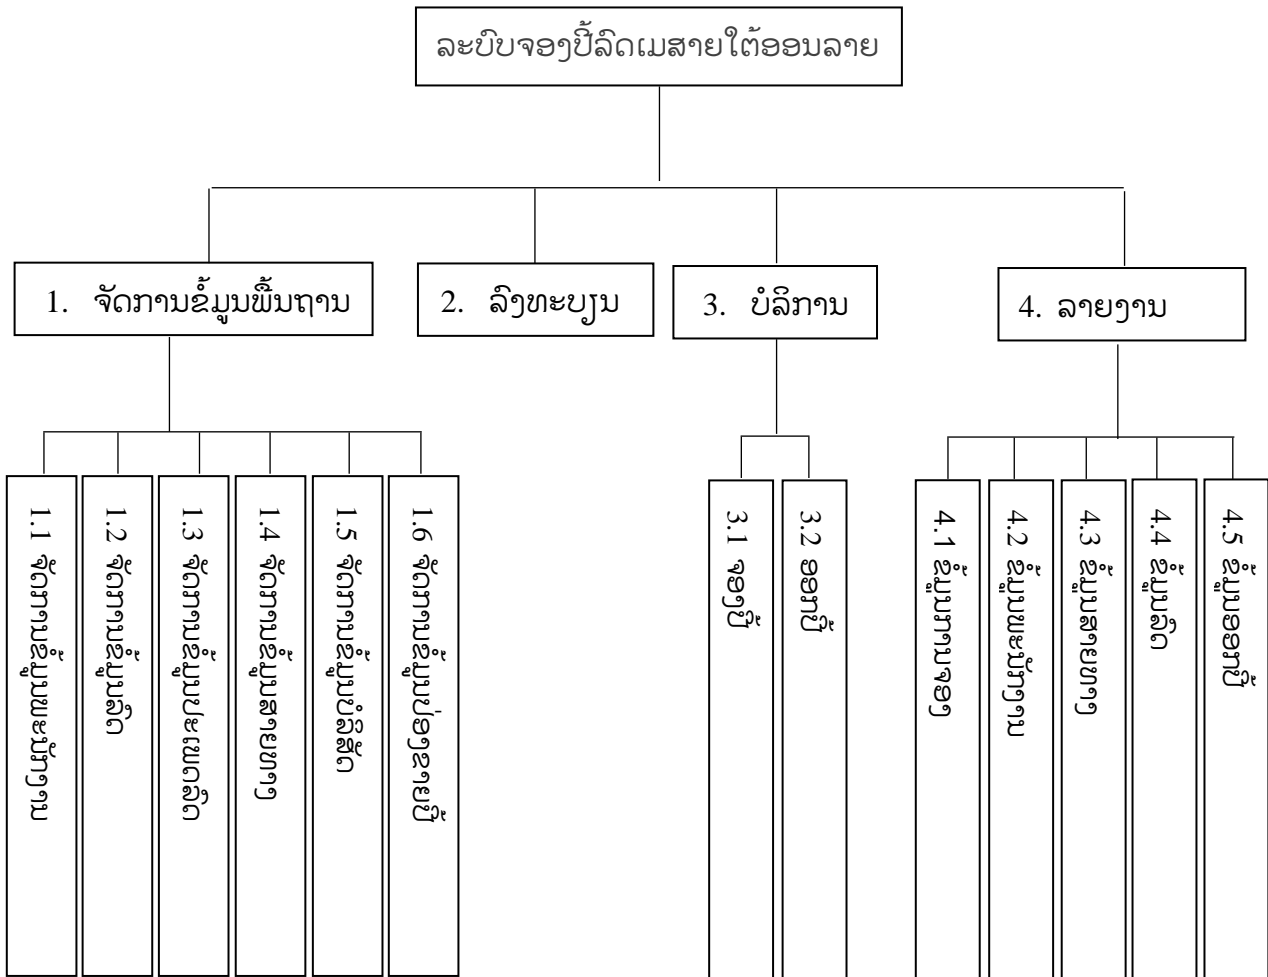 ລະບົບຈອງປີ້ລົດເມສາຍໃຕ້ອອນລາຍ
1. ຈັດການຂໍ້ມູນພື້ນຖານ
2. ລົງທະບຽນ
3. ບໍລິການ
4. ລາຍງານ
1.1 ຈັດການຂໍ້ມູນພະນັກງານ
1.2 ຈັດການຂໍ້ມູນລົດ
1.3 ຈັດການຂໍ້ມູນປະເພດລົດ
1.4 ຈັດການຂໍ້ມູນສາຍທາງ
1.5 ຈັດການຂໍ້ມູນບໍລິສັດ
1.6 ຈັດການຂໍ້ມູນປ່ອງຂາຍປີ້
3.1 ຈອງປີ້
3.2 ອອກປີ້
4.1 ຂໍ້ມູນການຈອງ
4.2 ຂໍ້ມູນພະນັກງານ
4.3 ຂໍ້ມູນສາຍທາງ
4.4 ຂໍ້ມູນລົດ
4.5 ຂໍ້ມູນອອກປີ້